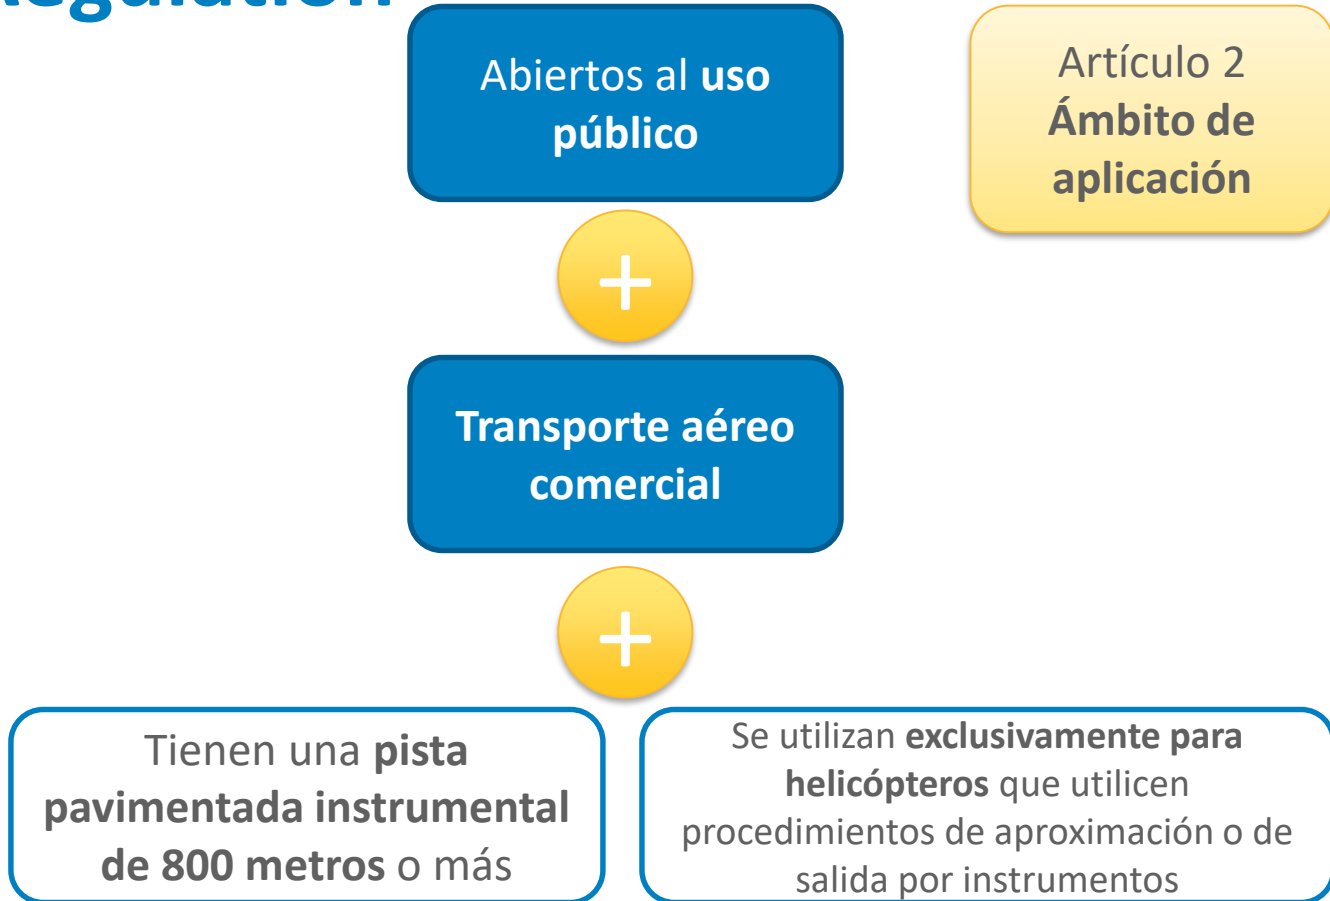 Regulation
Abiertos al uso
público
Artículo 2
Ámbito de
aplicación
+
Transporte aéreo
comercial
+
Tienen una pista
pavimentada instrumental
de 800 metros o más
Se utilizan exclusivamente para
helicópteros que utilicen
procedimientos de aproximación o de
salida por instrumentos